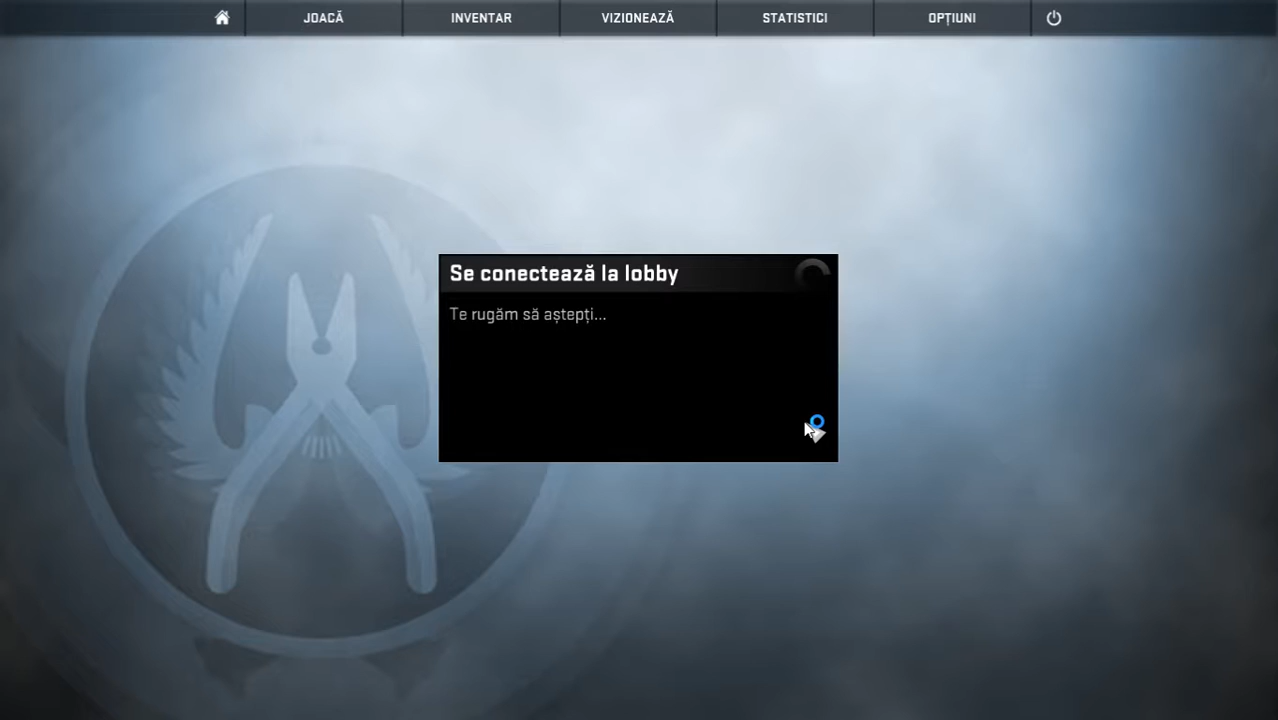 JOACĂ
INVENTAR
VIZIONEAZĂ
STATISTICI
OPȚIUNI
Se conectează la lobby
Te rugăm să aștepți...